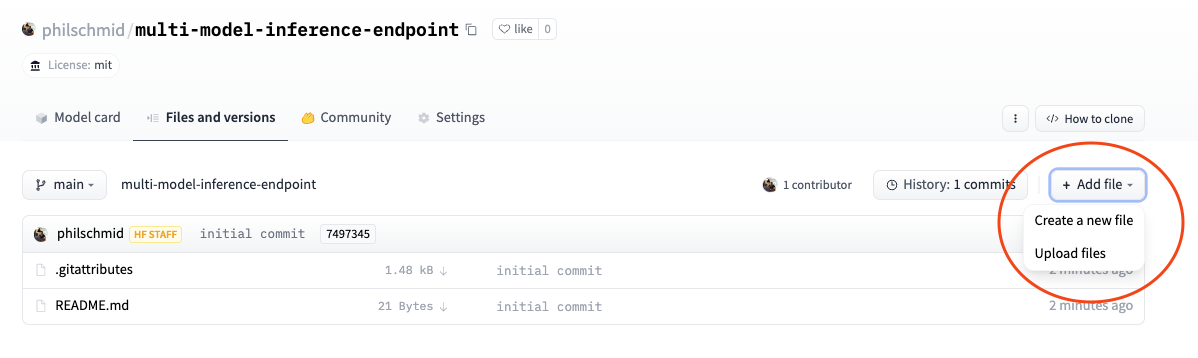 philschmid/multi-model-inference-endpoint like 0
License: mit
Model card Files and versions Community Settings How to clone
main multi-model-inference-endpoint 1 contributor History: 1 commits + Add file
Create a new file
Upload files
philschmid HF STAFF initial commit 7497345
.gitattributes 1.48 kB initial commit 2 minutes ago
README.md 21 Bytes initial commit 2 minutes ago